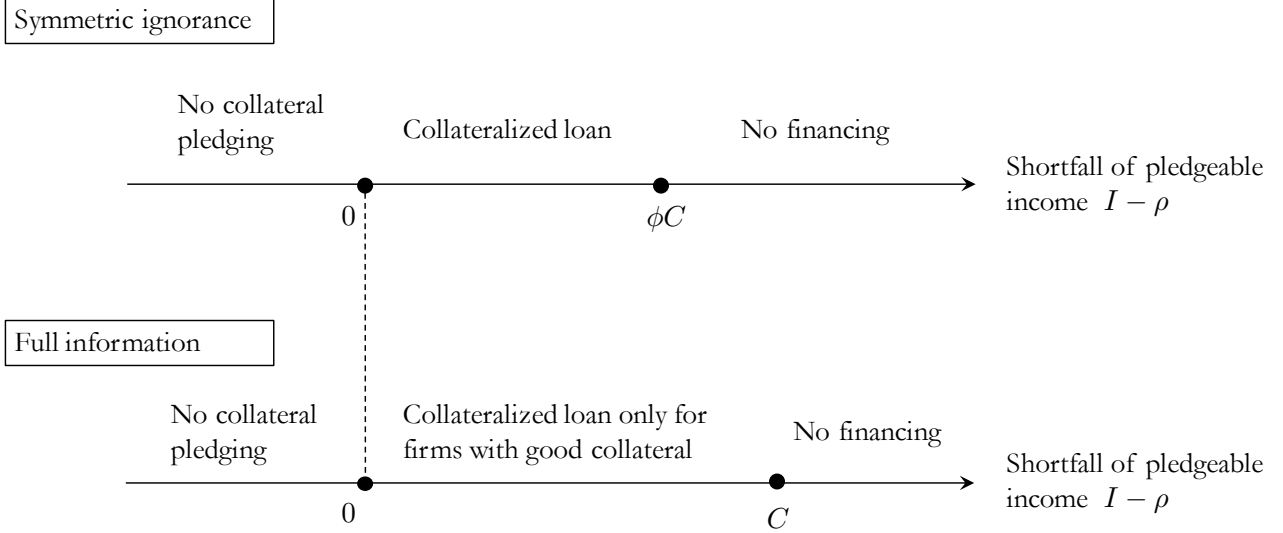 Symmetric ignorance
No collateral
pledging
Collateralized loan
No financing
Shortfall of pledgeable
income I − ρ
0
ϕC
Full information
No collateral
pledging
Collateralized loan only for
firms with good collateral
No financing
Shortfall of pledgeable
income I − ρ
0
C